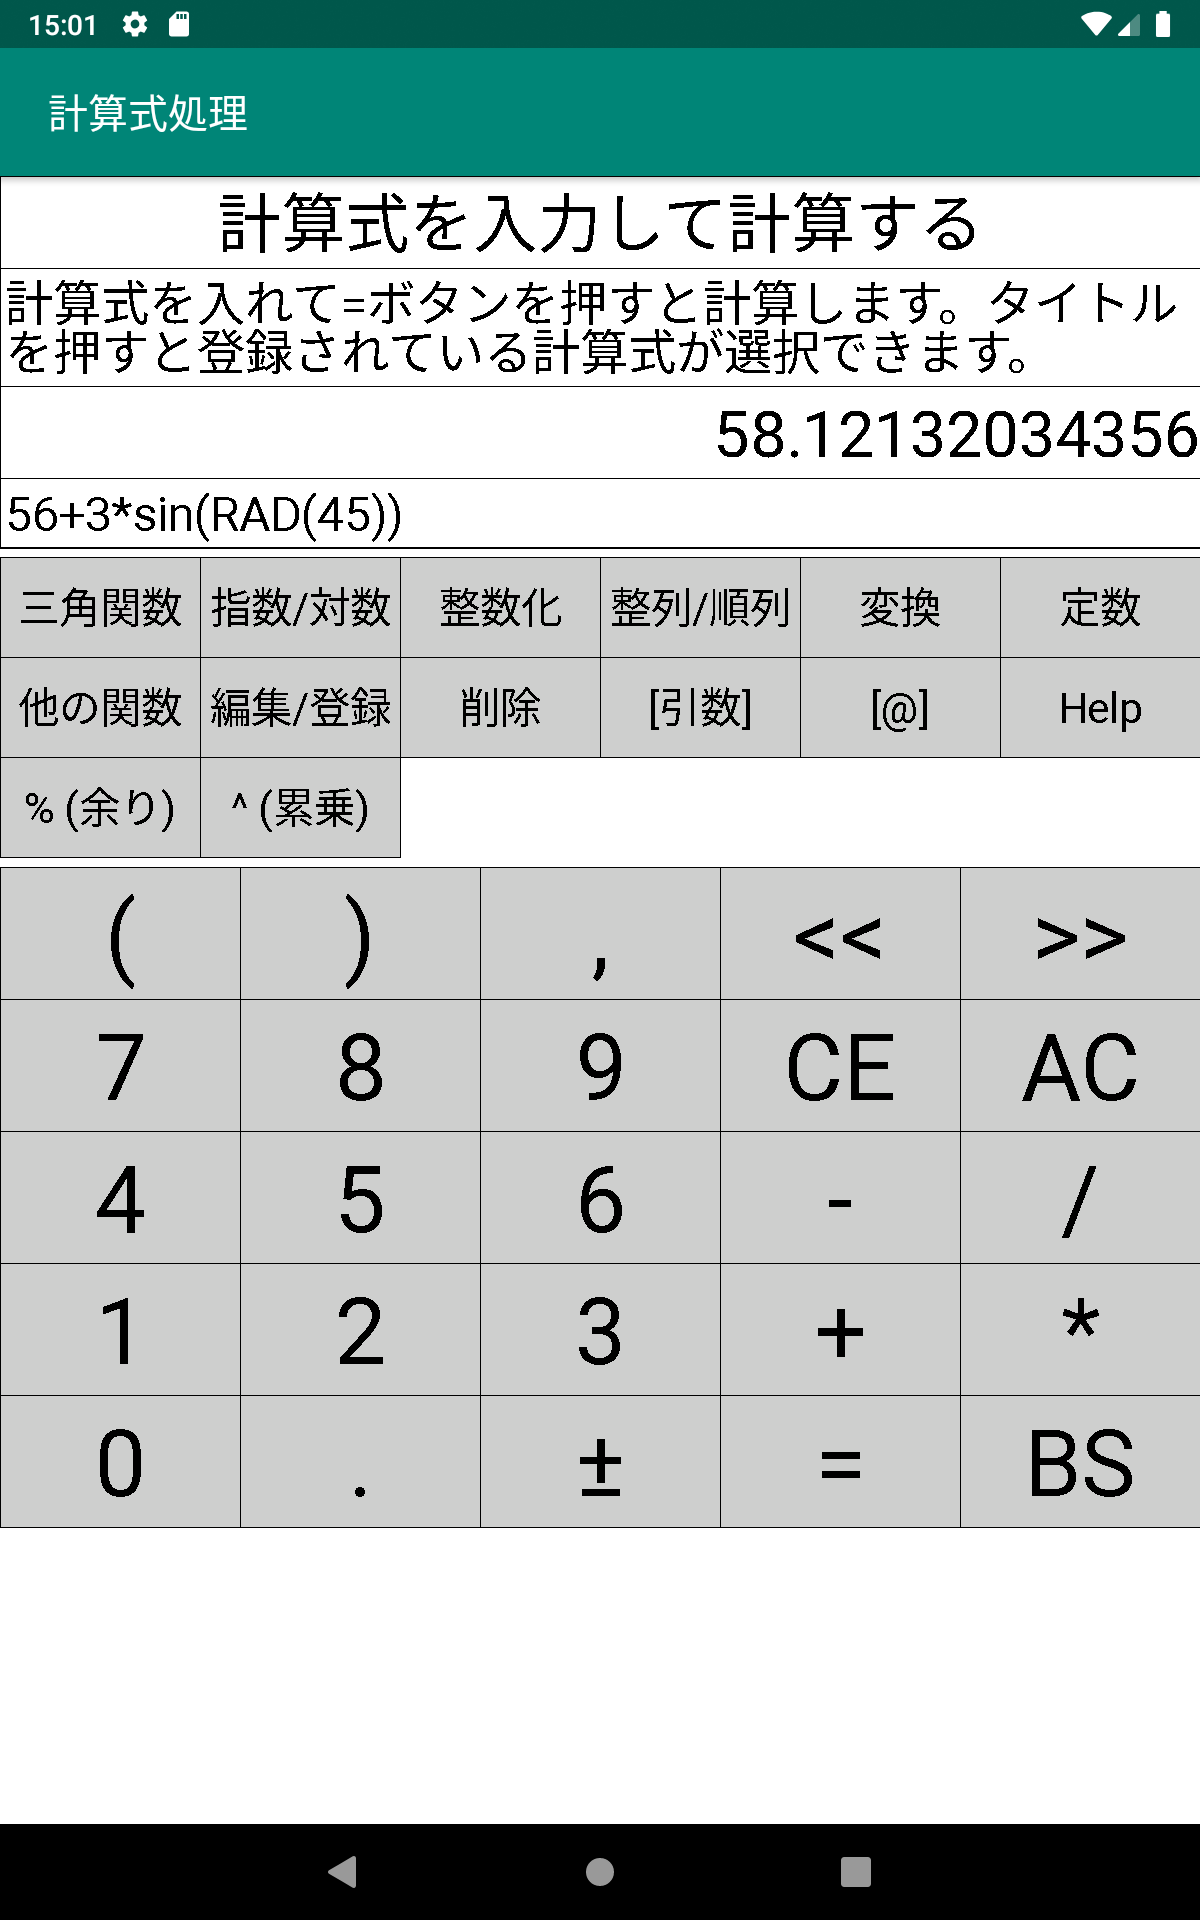 15:01
計算式処理
計算式を入力して計算する
計算式を入れて=ボタンを押すと計算します。タイトル
を押すと登録されている計算式が選択できます。
58.12132034356
56+3*sin(RAD(45))
三角関数 指数/対数 整数化 整列/順列 変換 定数
他の関数 編集/登録 削除 [引数] [@] Help
% (余り) ^ (累乗)
( ) , << >>
7 8 9 CE AC
4 5 6 - /
1 2 3 + *
0 . ± = BS